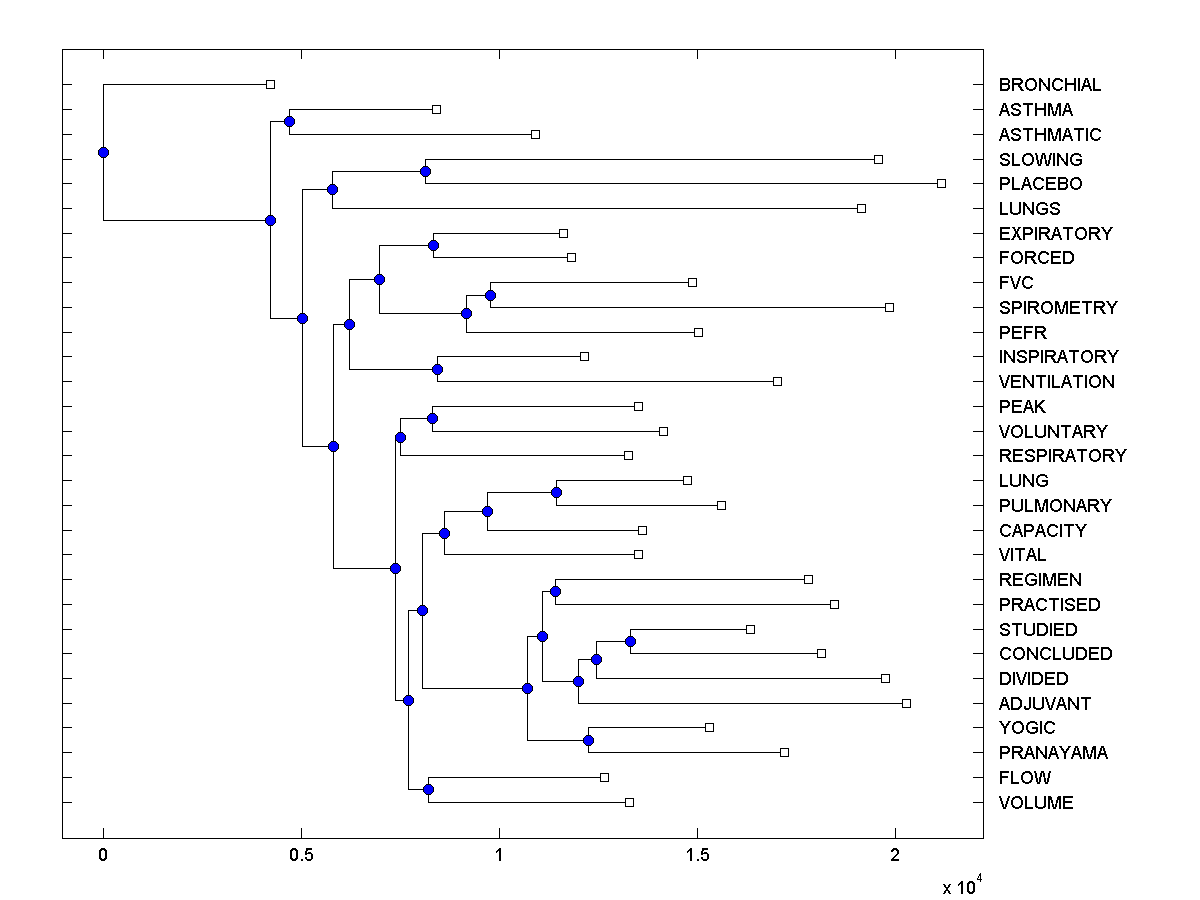 BRONCHIAL
ASTHMA
ASTHMATIC
SLOWING
PLACEBO
LUNGS
EXPIRATORY
FORCED
FVC
SPIROMETRY
PEFR
INSPIRATORY
VENTILATION
PEAK
VOLUNTARY
RESPIRATORY
LUNG
PULMONARY
CAPACITY
VITAL
REGIMEN
PRACTISED
STUDIED
CONCLUDED
DIVIDED
ADJUVANT
YOGIC
PRANAYAMA
FLOW
VOLUME
0 0.5 1 1.5 2
x 10^4